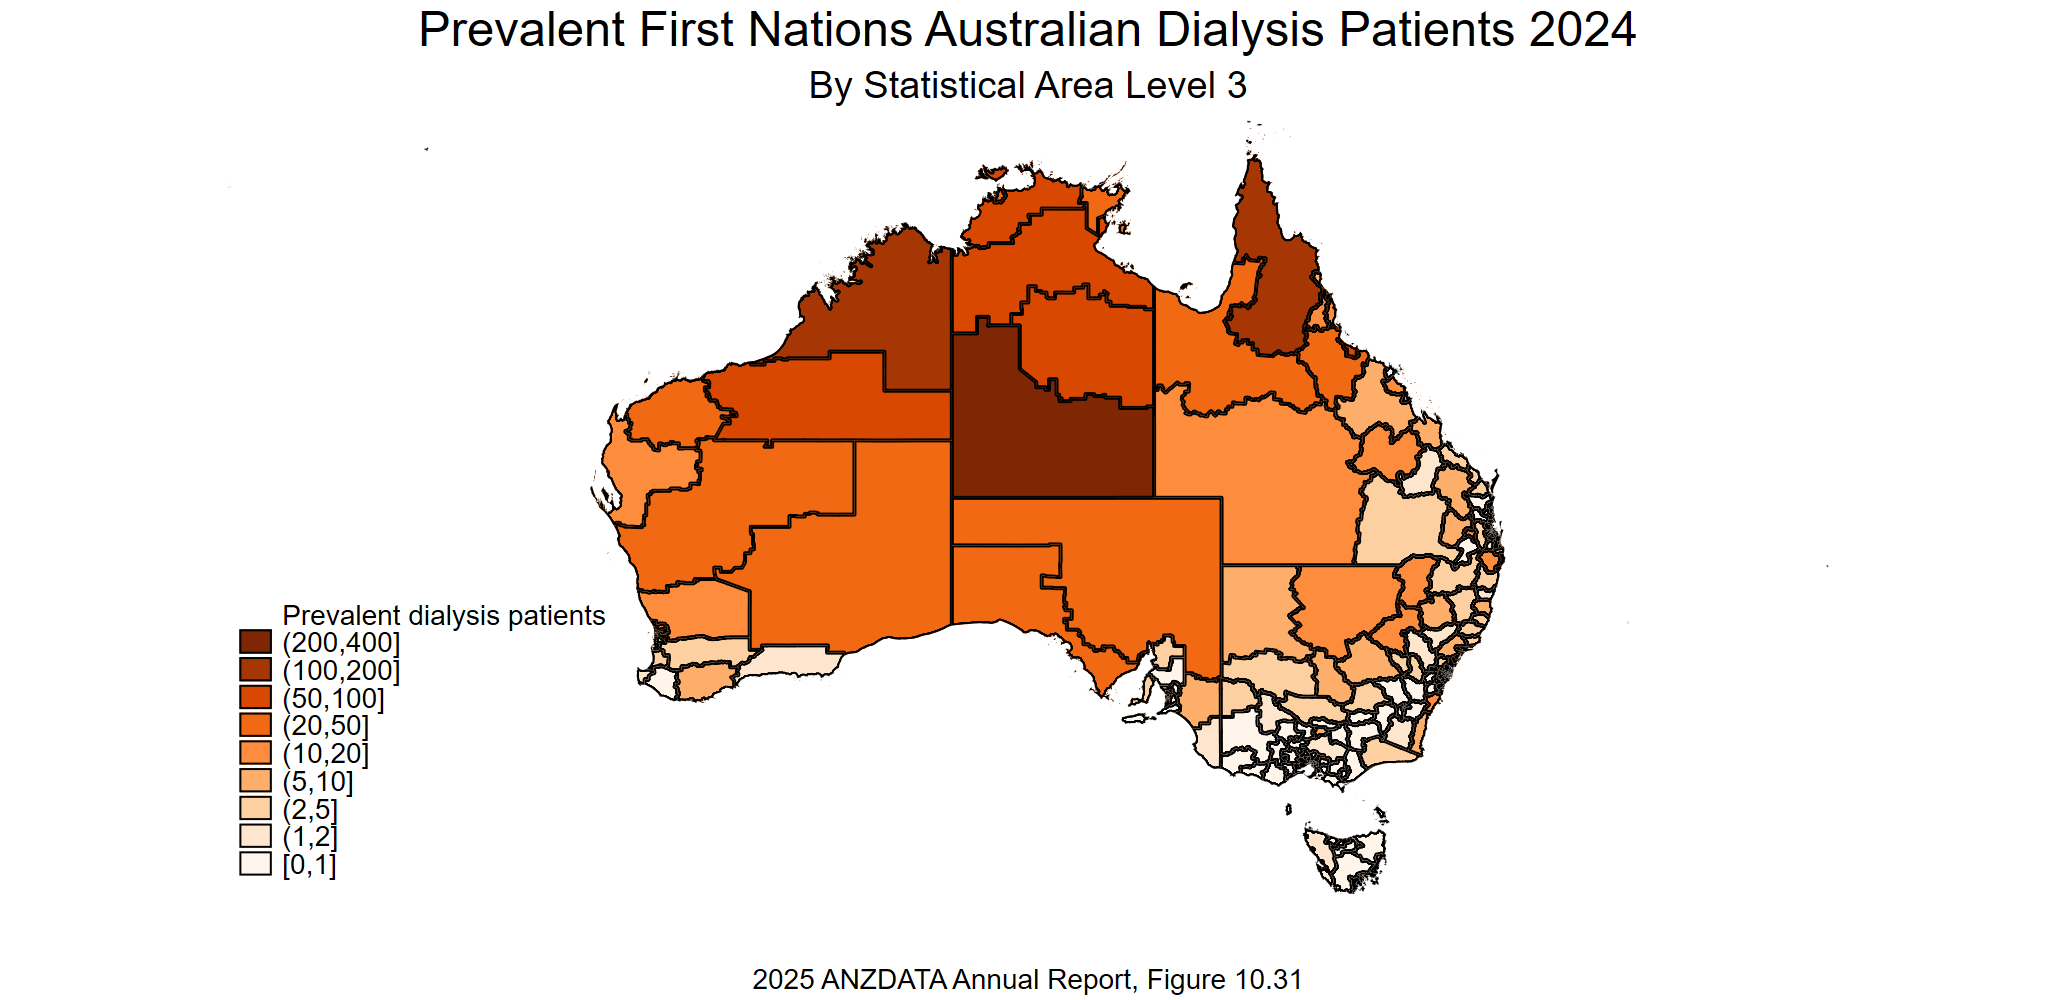 Prevalent First Nations Australian Dialysis Patients 2024
By Statistical Area Level 3
Prevalent dialysis patients
(200,400]
(100,200]
(50,100]
(20,50]
(10,20]
(5,10]
(2,5]
(1,2]
[0,1]
2025 ANZDATA Annual Report, Figure 10.31